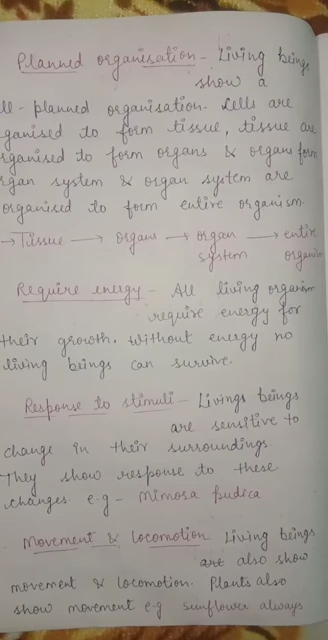 Planned organisation - Living beings
show a
ll - planned organisation. Cells are
ganised to form tissue, tissue are
rganised to form organs & organs form
rgan system & organ system are
organised to form entire organism.
→ Tissue → organs → organ → entire
system organism
Require energy - All living organism
require energy for
their growth. Without energy no
living beings can survive.
Response to stimuli - Livings beings
are sensitive to
change in their surroundings
They show response to these
changes e.g - Mimosa pudica
Movement & locomotion Living beings
are also show
movement & locomotion. Plants also
show movement e.g sunflower always